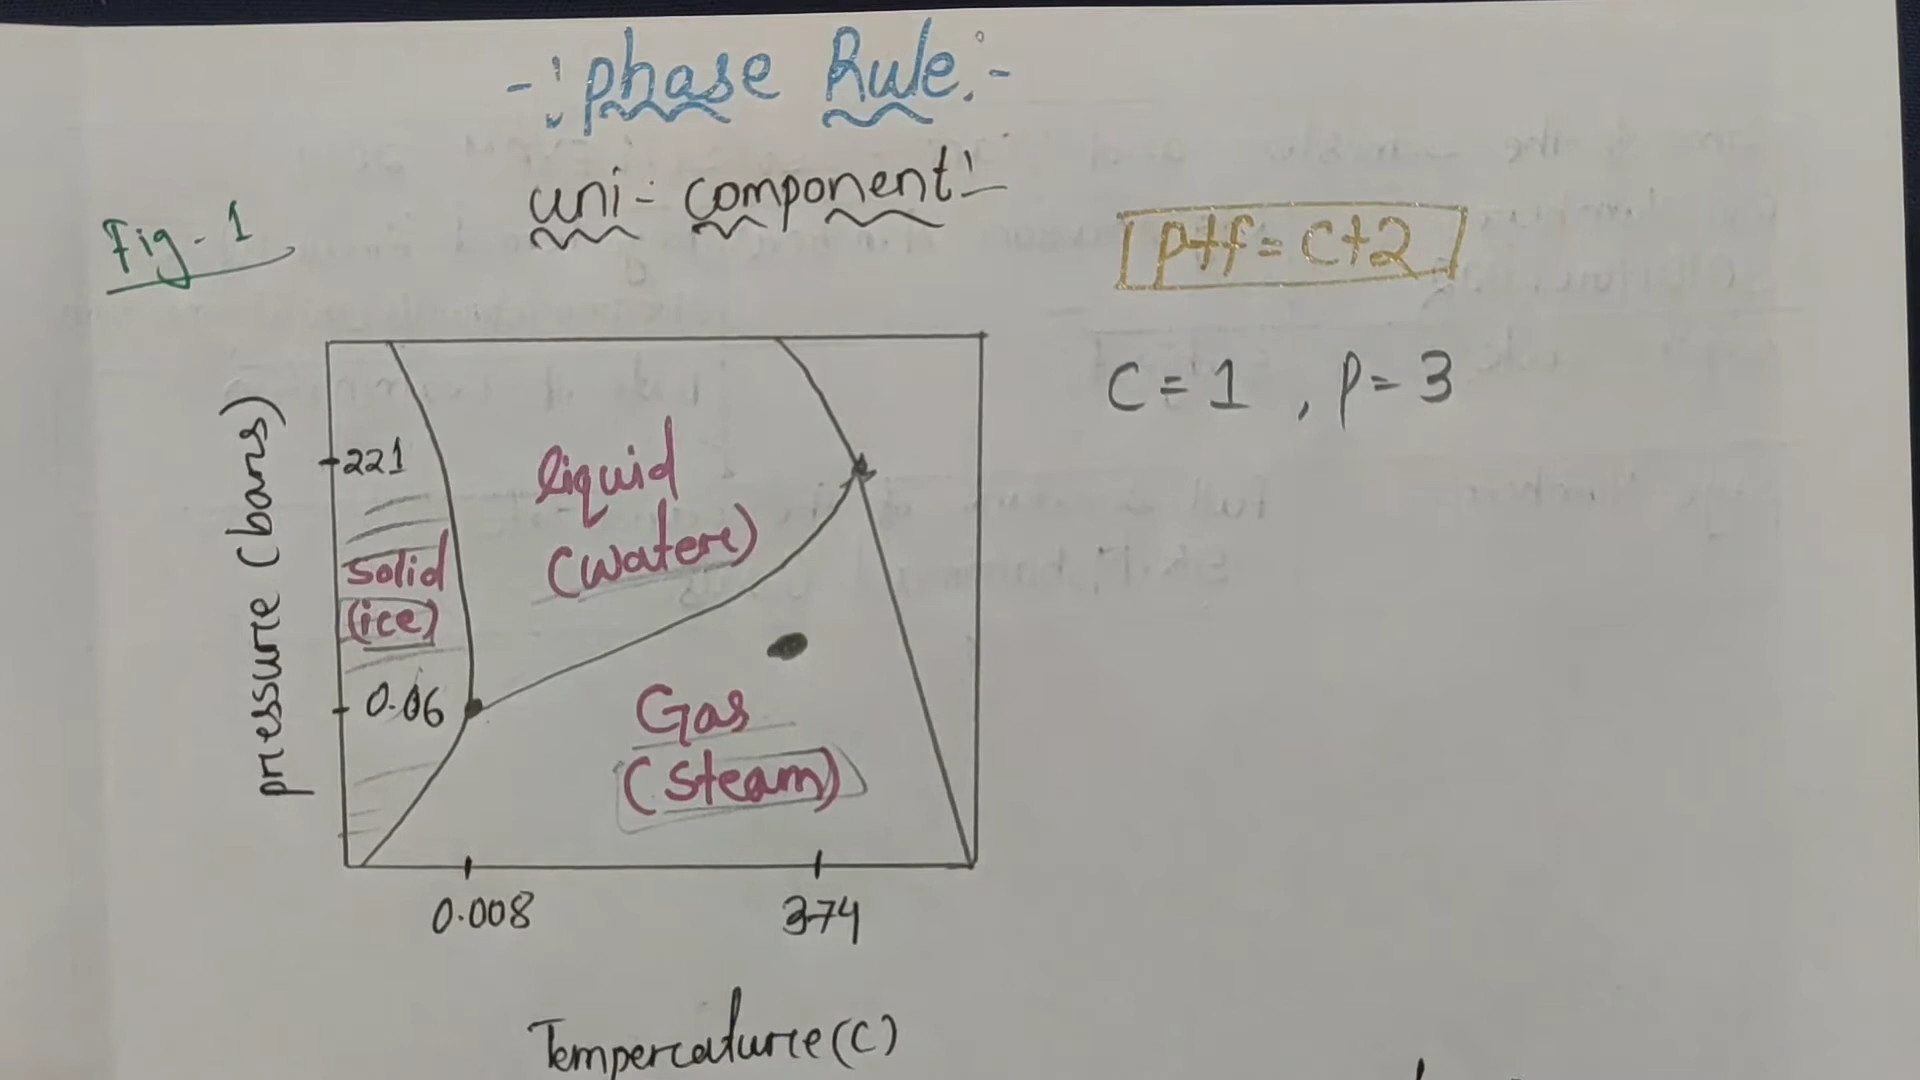 -: phase Rule :-
uni- component :-
Fig-1
p+f= C+2
C = 1 , p= 3
pressure (bars)
221
liquid
(water)
solid
(ice)
0.06
Gas
(steam)
0.008
374
Temperature (C)